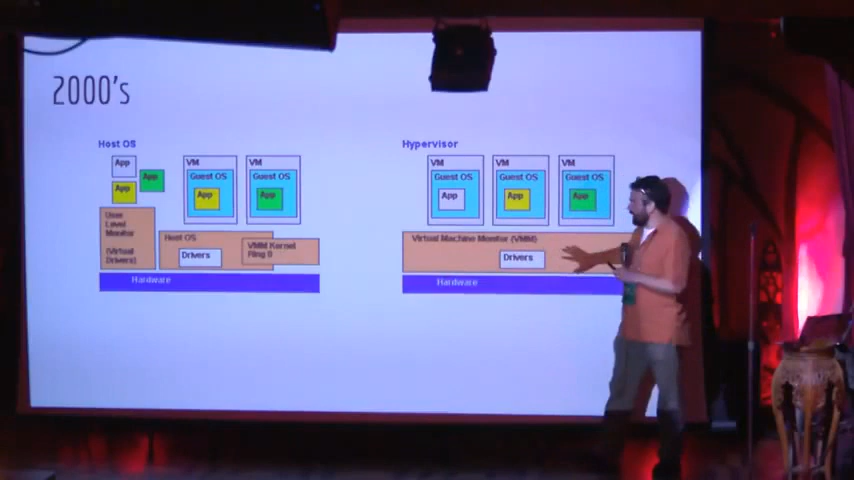 2000's
Host OS
App
App
App
VM
Guest OS
App
VM
Guest OS
App
User
Level
Monitor
(Virtual
Drivers)
Host OS
Drivers
VMM Kernel
Ring 0
Hardware
Hypervisor
VM
Guest OS
App
VM
Guest OS
App
VM
Guest OS
App
Virtual Machine Monitor (VMM)
Drivers
Hardware